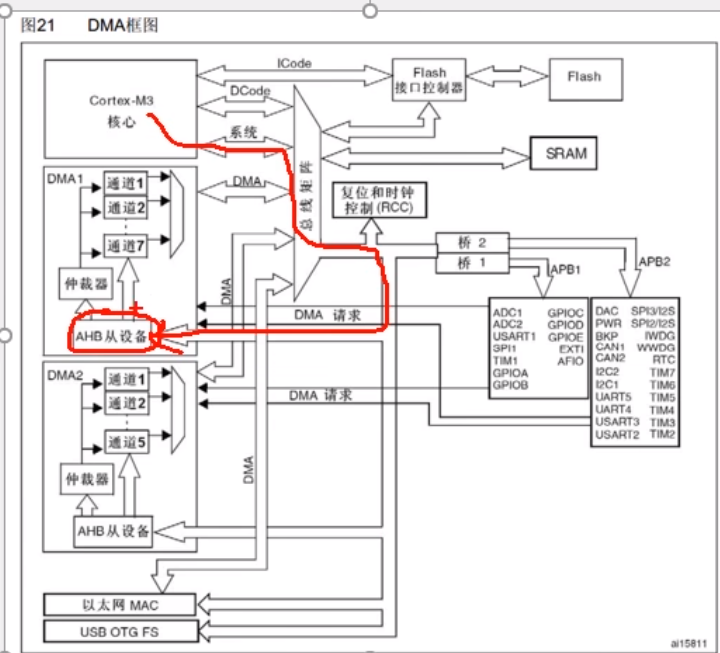 图21 DMA框图
ICode
Cortex-M3
核心
DCode
系统
Flash
接口控制器
Flash
SRAM
总线矩阵
复位和时钟
控制(RCC)
DMA1
通道1
通道2
通道7
仲裁器
AHB从设备
DMA
DMA
DMA 请求
桥 2
桥 1
APB1
APB2
ADC1 GPIOC
ADC2 GPIOD
USART1 GPIOE
SPI1 EXTI
TIM1 AFIO
GPIOA
GPIOB
DAC SPI3/I2S
PWR SPI2/I2S
BKP IWDG
CAN1 WWDG
CAN2 RTC
I2C2 TIM7
I2C1 TIM6
UART5 TIM5
UART4 TIM4
USART3 TIM3
USART2 TIM2
DMA2
通道1
通道2
通道5
仲裁器
AHB从设备
DMA 请求
DMA
以太网 MAC
USB OTG FS
ai15811